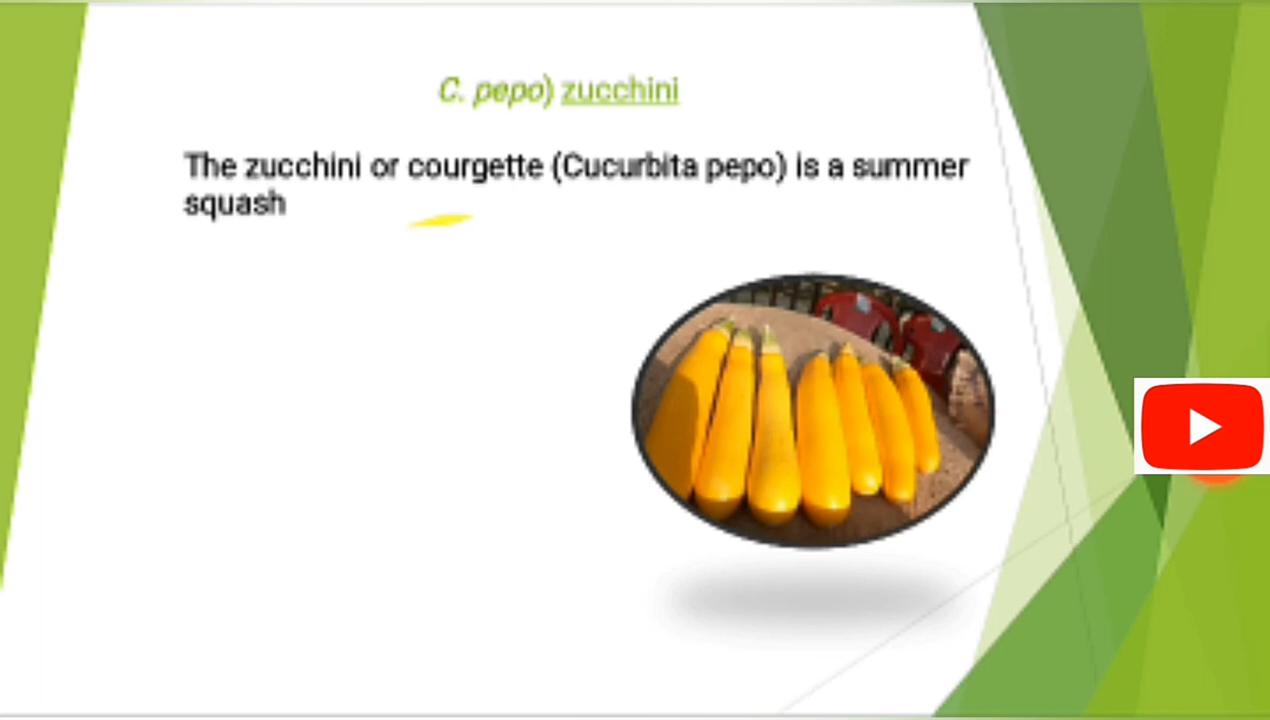 C. pepo) zucchini
The zucchini or courgette (Cucurbita pepo) is a summer
squash